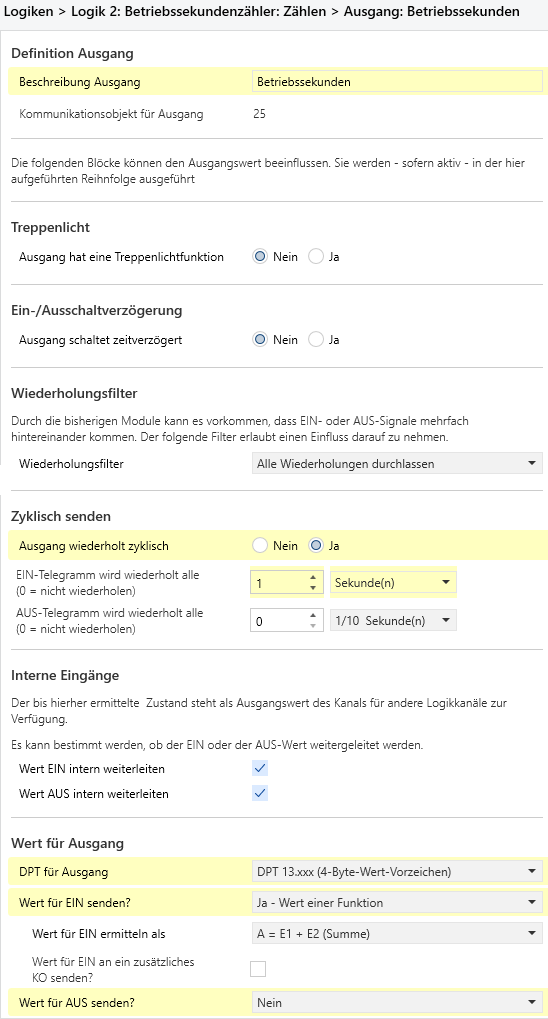 Logiken > Logik 2: Betriebssekundenzähler: Zählen > Ausgang: Betriebssekunden
Definition Ausgang
Beschreibung Ausgang Betriebssekunden
Kommunikationsobjekt für Ausgang 25
Die folgenden Blöcke können den Ausgangswert beeinflussen. Sie werden - sofern aktiv - in der hier
aufgeführten Reihnfolge ausgeführt
Treppenlicht
Ausgang hat eine Treppenlichtfunktion Nein Ja
Ein-/Ausschaltverzögerung
Ausgang schaltet zeitverzögert Nein Ja
Wiederholungsfilter
Durch die bisherigen Module kann es vorkommen, dass EIN- oder AUS-Signale mehrfach
hintereinander kommen. Der folgende Filter erlaubt einen Einfluss darauf zu nehmen.
Wiederholungsfilter Alle Wiederholungen durchlassen
Zyklisch senden
Ausgang wiederholt zyklisch Nein Ja
EIN-Telegramm wird wiederholt alle
(0 = nicht wiederholen) 1 Sekunde(n)
AUS-Telegramm wird wiederholt alle
(0 = nicht wiederholen) 0 1/10 Sekunde(n)
Interne Eingänge
Der bis hierher ermittelte Zustand steht als Ausgangswert des Kanals für andere Logikkanäle zur
Verfügung.
Es kann bestimmt werden, ob der EIN oder der AUS-Wert weitergeleitet werden.
Wert EIN intern weiterleiten
Wert AUS intern weiterleiten
Wert für Ausgang
DPT für Ausgang DPT 13.xxx (4-Byte-Wert-Vorzeichen)
Wert für EIN senden? Ja - Wert einer Funktion
Wert für EIN ermitteln als A = E1 + E2 (Summe)
Wert für EIN an ein zusätzliches
KO senden?
Wert für AUS senden? Nein